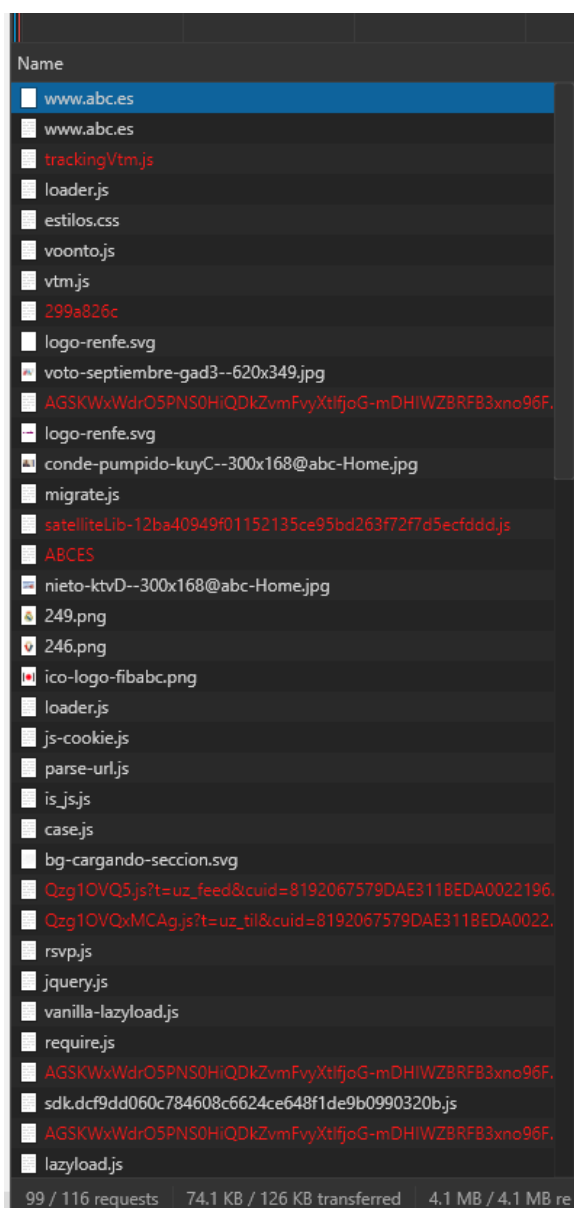 Name
www.abc.es
www.abc.es
trackingVtm.js
loader.js
estilos.css
voonto.js
vtm.js
299a826c
logo-renfe.svg
voto-septiembre-gad3--620x349.jpg
AGSKWxWdrO5PNS0HiQDkZvmFvyXtIfjoG-mDHIWZBRFB3xno96F.
logo-renfe.svg
conde-pumpido-kuyC--300x168@abc-Home.jpg
migrate.js
satelliteLib-12ba40949f01152135ce95bd263f72f7d5ecfddd.js
ABCES
nieto-ktvD--300x168@abc-Home.jpg
249.png
246.png
ico-logo-fibabc.png
loader.js
js-cookie.js
parse-url.js
is_js.js
case.js
bg-cargando-seccion.svg
Qzg1OVQ5.js?t=uz_feed&cuid=8192067579DAE311BEDA0022196.
Qzg1OVQxMCAg.js?t=uz_til&cuid=8192067579DAE311BEDA0022.
rsvp.js
jquery.js
vanilla-lazyload.js
require.js
AGSKWxWdrO5PNS0HiQDkZvmFvyXtIfjoG-mDHIWZBRFB3xno96F.
sdk.dcf9dd060c784608c6624ce648f1de9b0990320b.js
AGSKWxWdrO5PNS0HiQDkZvmFvyXtIfjoG-mDHIWZBRFB3xno96F.
lazyload.js
99 / 116 requests 74.1 KB / 126 KB transferred 4.1 MB / 4.1 MB re